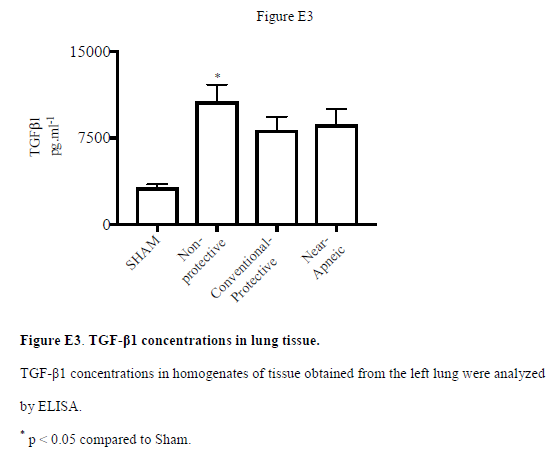 Figure E3
15000
*
TGFβ1
pg.ml-1
7500
0
SHAM
Non-
protective
Conventional-
Protective
Near-
Apneic
Figure E3. TGF-β1 concentrations in lung tissue.
TGF-β1 concentrations in homogenates of tissue obtained from the left lung were analyzed
by ELISA.
* p < 0.05 compared to Sham.